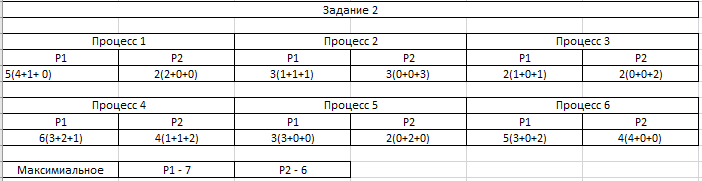 Задание 2
Процесс 1 Процесс 2 Процесс 3
P1 P2 P1 P2 P1 P2
5(4+1+ 0) 2(2+0+0) 3(1+1+1) 3(0+0+3) 2(1+0+1) 2(0+0+2)
Процесс 4 Процесс 5 Процесс 6
P1 P2 P1 P2 P1 P2
6(3+2+1) 4(1+1+2) 3(3+0+0) 2(0+2+0) 5(3+0+2) 4(4+0+0)
Максимиальное P1 - 7 P2 - 6